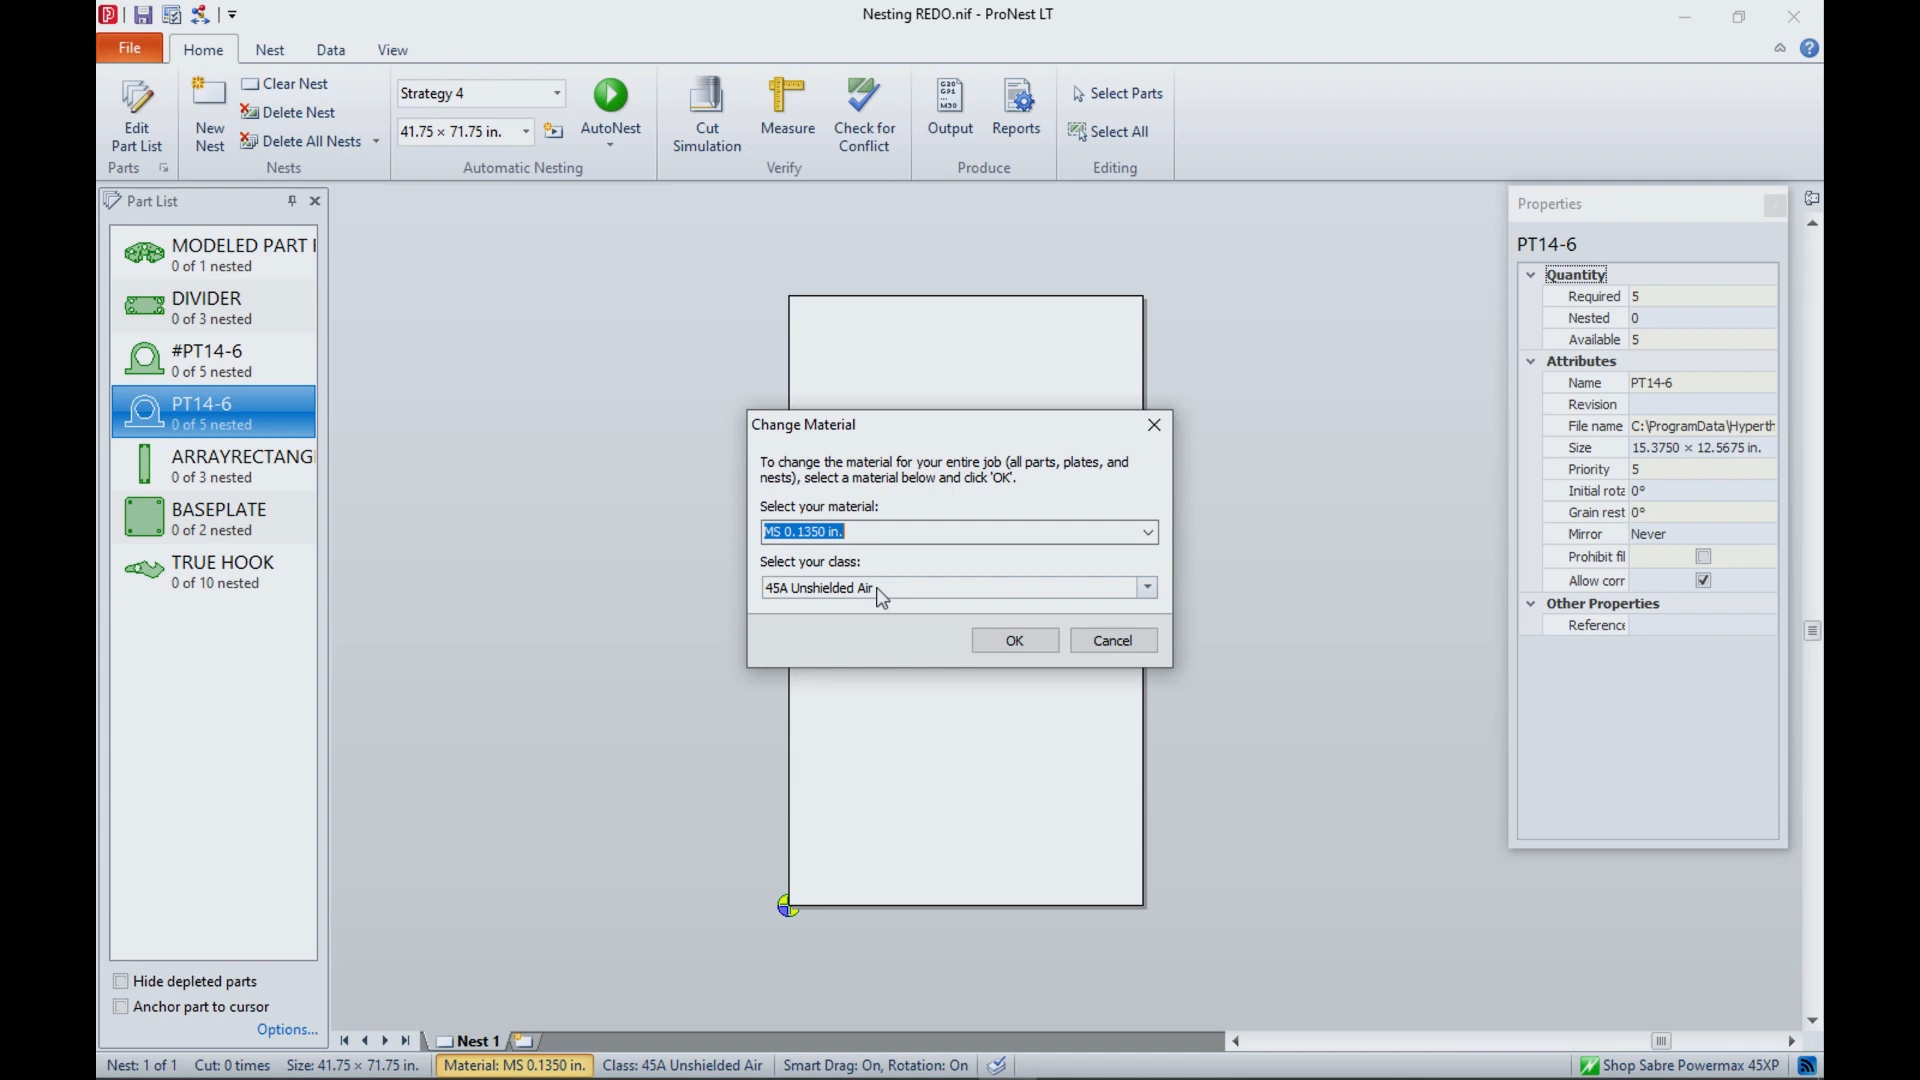 Nesting REDO.nif - ProNest LT
File
Home
Nest
Data
View
Edit
Part List
Parts
New
Nest
Clear Nest
Delete Nest
Delete All Nests
Nests
Strategy 4
41.75 × 71.75 in.
AutoNest
Automatic Nesting
Cut
Simulation
Measure
Check for
Conflict
Verify
Output
Reports
Produce
Select Parts
Select All
Editing
Part List
MODELED PART
0 of 1 nested
DIVIDER
0 of 3 nested
#PT14-6
0 of 5 nested
PT14-6
0 of 5 nested
ARRAYRECTANG
0 of 3 nested
BASEPLATE
0 of 2 nested
TRUE HOOK
0 of 10 nested
Hide depleted parts
Anchor part to cursor
Options...
Change Material
To change the material for your entire job (all parts, plates, and
nests), select a material below and click 'OK'.
Select your material:
MS 0.1350 in.
Select your class:
45A Unshielded Air
OK
Cancel
Properties
PT14-6
Quantity
Required 5
Nested 0
Available 5
Attributes
Name PT14-6
Revision
File name C:\ProgramData\Hyperth
Size 15.3750 × 12.5675 in.
Priority 5
Initial rota 0°
Grain rest 0°
Mirror Never
Prohibit fil
Allow corr
Other Properties
Reference
Nest 1
Nest: 1 of 1
Cut: 0 times
Size: 41.75 × 71.75 in.
Material: MS 0.1350 in.
Class: 45A Unshielded Air
Smart Drag: On, Rotation: On
Shop Sabre Powermax 45XP